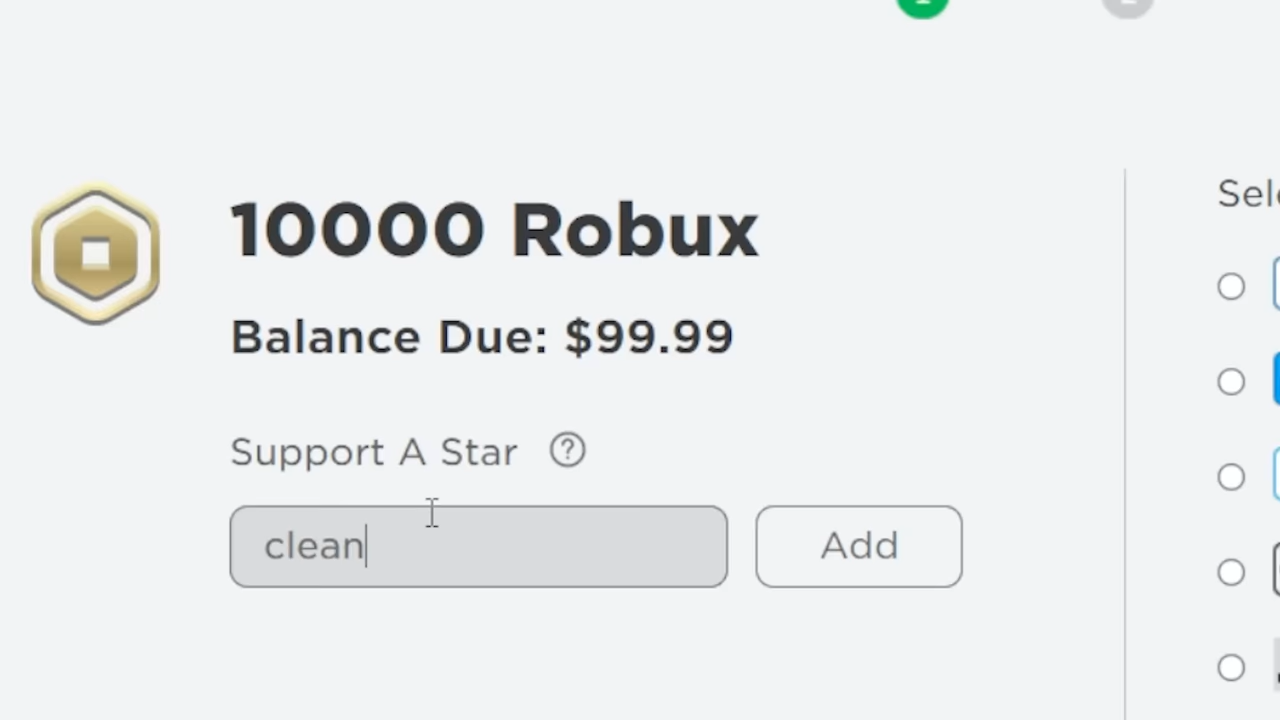 10000 Robux
Balance Due: $99.99
Support A Star
?
clean
Add